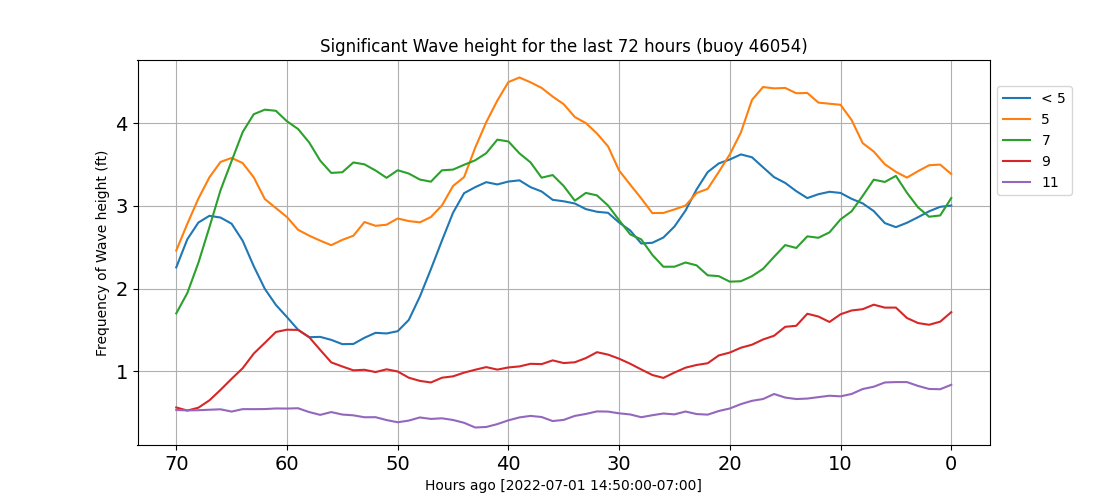 Significant Wave height for the last 72 hours (buoy 46054)
Frequency of Wave height (ft)
4
3
2
1
70 60 50 40 30 20 10 0
Hours ago [2022-07-01 14:50:00-07:00]
< 5
5
7
9
11